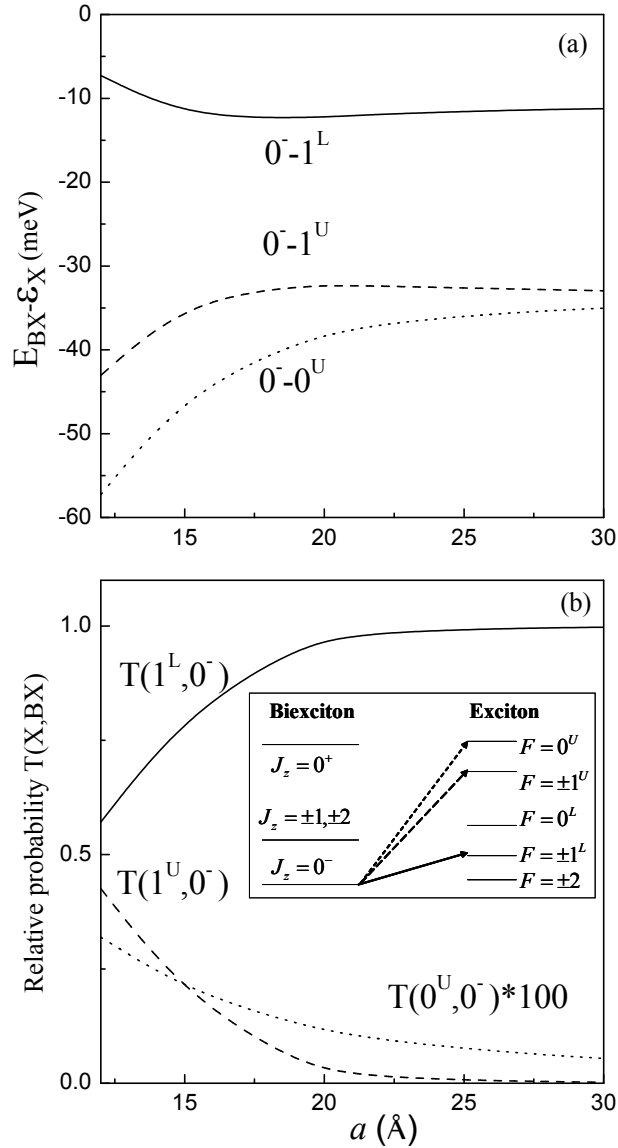 (a)
0
-10
-20
-30
-40
-50
-60
E_BX-ε_X (meV)
0⁻-1ᴸ
0⁻-1ᵁ
0⁻-0ᵁ
15 20 25 30
(b)
1.0
0.5
0.0
Relative probability T(X,BX)
T(1ᴸ,0⁻)
T(1ᵁ,0⁻)
T(0ᵁ,0⁻)*100
Biexciton Exciton
J_z = 0⁺
J_z = ±1,±2
J_z = 0⁻
F = 0ᵁ
F = ±1ᵁ
F = 0ᴸ
F = ±1ᴸ
F = ±2
15 20 25 30
a (Å)